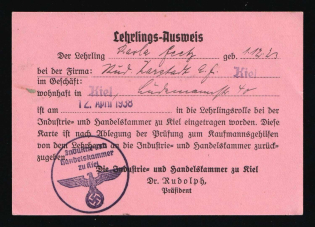 Lehrlings-Ausweis
Der Lehrling geb.
bei der Firma: Kiel
im Geschäft:
wohnhaft in Kiel,
ist am 12. April 1938 in die Lehrlingsrolle bei der
Industrie- und Handelskammer zu Kiel eingetragen worden. Diese
Karte ist nach Ablegung der Prüfung zum Kaufmannsgehilfen
von dem Lehrherrn an die Industrie- und Handelskammer zurück-
zugeben.
Die Industrie- und Handelskammer zu Kiel
Dr. Rudolph,
Präsident
Industrie und
Handelskammer
zu Kiel